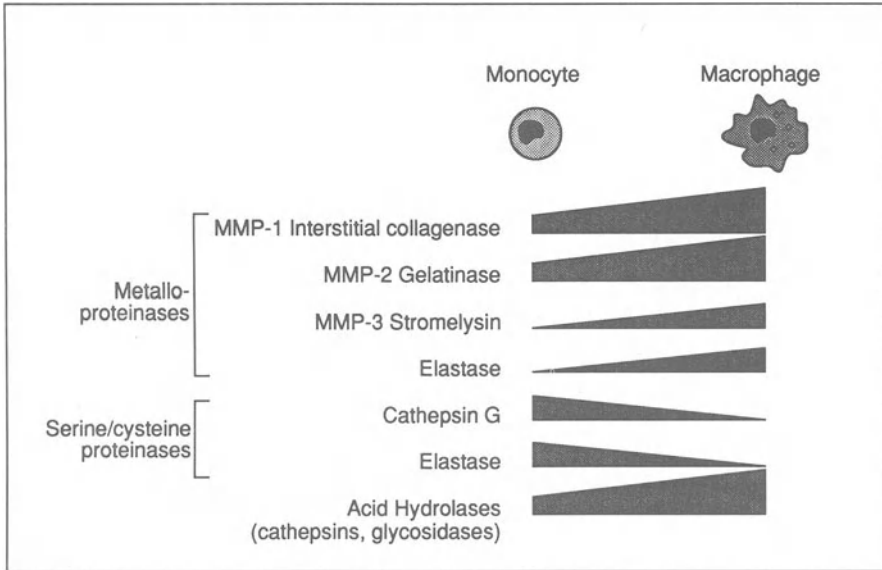 Monocyte
Macrophage
MMP-1 Interstitial collagenase
MMP-2 Gelatinase
Metallo-
proteinases
MMP-3 Stromelysin
Elastase
Cathepsin G
Serine/cysteine
proteinases
Elastase
Acid Hydrolases
(cathepsins, glycosidases)